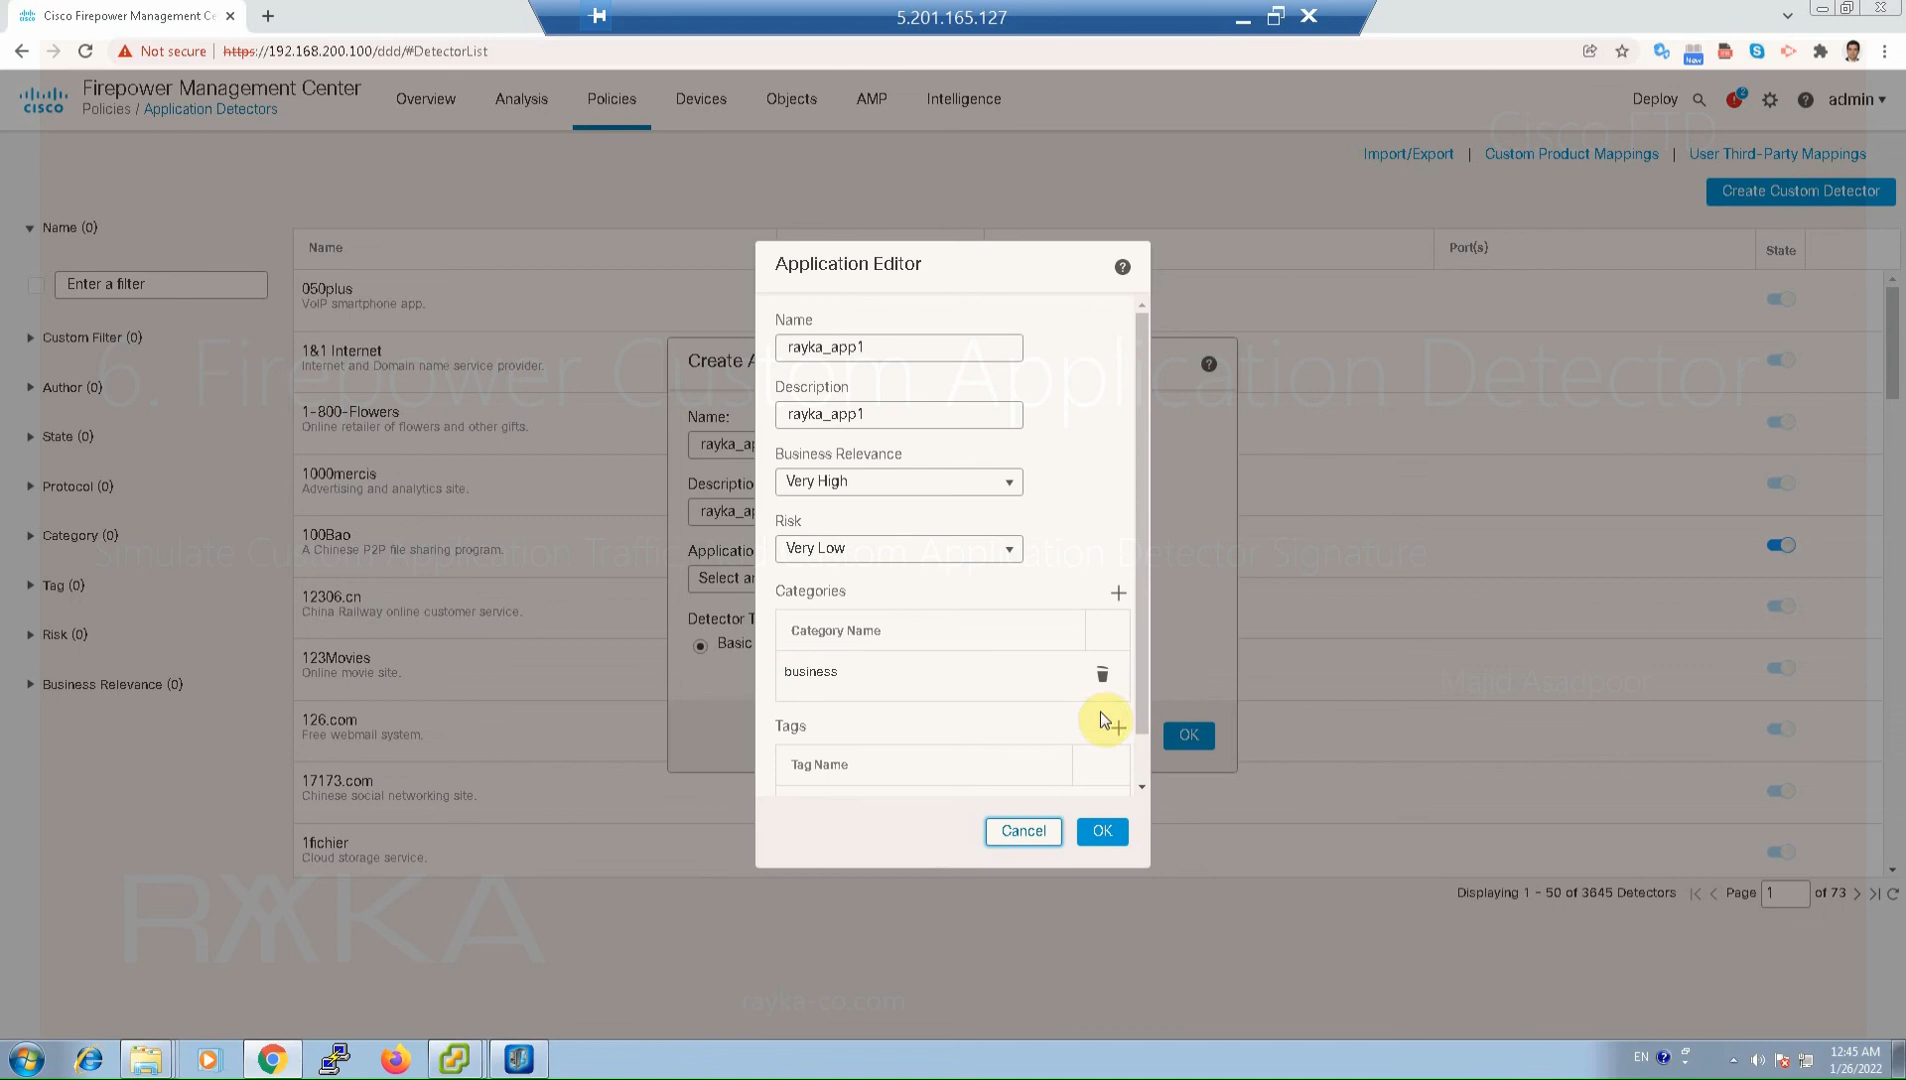 Cisco Firepower Management Ce
5.201.165.127
Not secure
https://192.168.200.100/ddd/#DetectorList
New
CISCO
Firepower Management Center
Policies / Application Detectors
Overview
Analysis
Policies
Devices
Objects
AMP
Intelligence
Deploy
2
admin
Cisco FTD
Import/Export | Custom Product Mappings | User Third-Party Mappings
Create Custom Detector
Name (0)
Enter a filter
Custom Filter (0)
Author (0)
State (0)
Protocol (0)
Category (0)
Tag (0)
Risk (0)
Business Relevance (0)
Name
Port(s)
State
050plus
VoIP smartphone app.
1&1 Internet
Internet and Domain name service provider.
1-800-Flowers
Online retailer of flowers and other gifts.
1000mercis
Advertising and analytics site.
100Bao
A Chinese P2P file sharing program.
12306.cn
China Railway online customer service.
123Movies
Online movie site.
126.com
Free webmail system.
17173.com
Chinese social networking site.
1fichier
Cloud storage service.
6. Firepower Custom Application Detector
Simulate Custom Application Traffic and Custom Application Detector Signature
Majid Asadpoor
Create A
Name:
rayka_ap
Descriptio
rayka_ap
Application
Select an
Detector T
Basic
OK
Application Editor
Name
rayka_app1
Description
rayka_app1
Business Relevance
Very High
Risk
Very Low
Categories
Category Name
business
Tags
Tag Name
Cancel
OK
Displaying 1 - 50 of 3645 Detectors
Page 1 of 73
RAYKA
rayka-co.com
EN
12:45 AM
1/26/2022